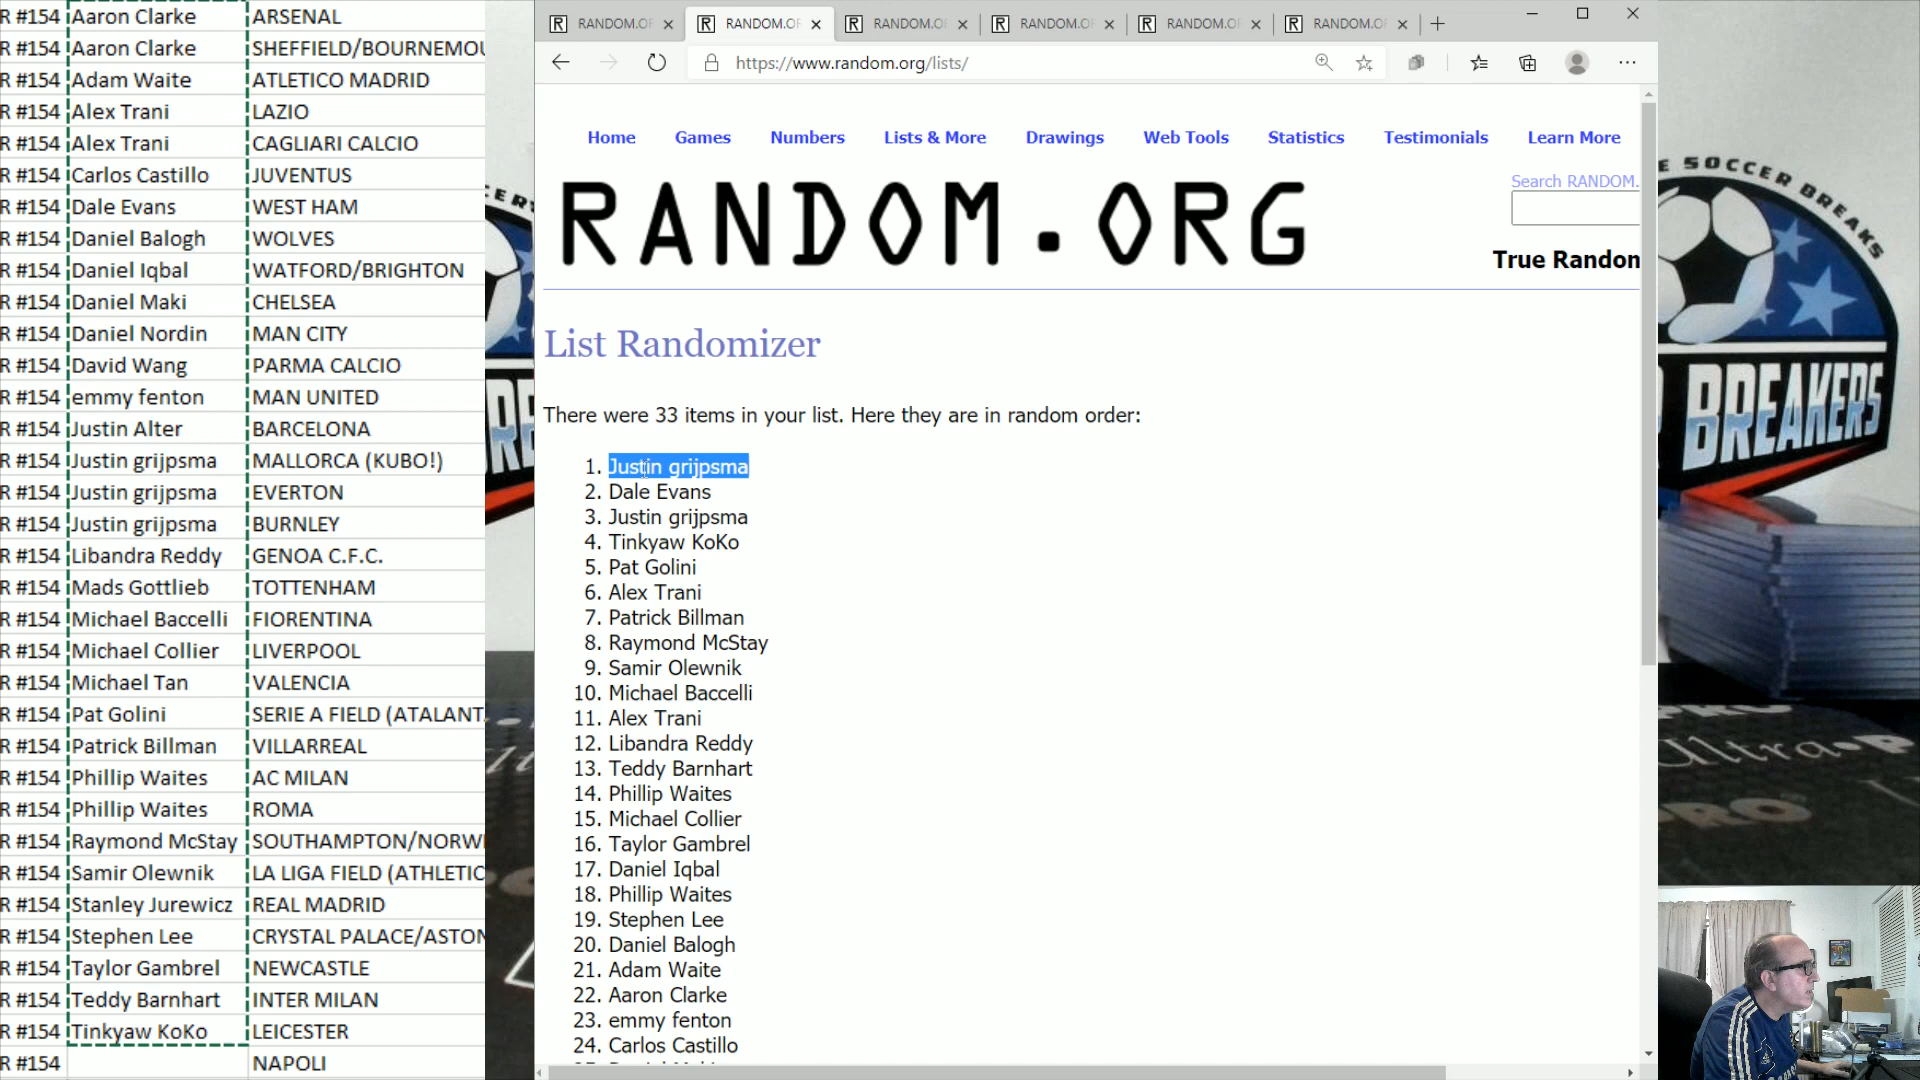 R #154 Aaron Clarke ARSENAL
R #154 Aaron Clarke SHEFFIELD/BOURNEMOU
R #154 Adam Waite ATLETICO MADRID
R #154 Alex Trani LAZIO
R #154 Alex Trani CAGLIARI CALCIO
R #154 Carlos Castillo JUVENTUS
R #154 Dale Evans WEST HAM
R #154 Daniel Balogh WOLVES
R #154 Daniel Iqbal WATFORD/BRIGHTON
R #154 Daniel Maki CHELSEA
R #154 Daniel Nordin MAN CITY
R #154 David Wang PARMA CALCIO
R #154 emmy fenton MAN UNITED
R #154 Justin Alter BARCELONA
R #154 Justin grijpsma MALLORCA (KUBO!)
R #154 Justin grijpsma EVERTON
R #154 Justin grijpsma BURNLEY
R #154 Libandra Reddy GENOA C.F.C.
R #154 Mads Gottlieb TOTTENHAM
R #154 Michael Baccelli FIORENTINA
R #154 Michael Collier LIVERPOOL
R #154 Michael Tan VALENCIA
R #154 Pat Golini SERIE A FIELD (ATALANT
R #154 Patrick Billman VILLARREAL
R #154 Phillip Waites AC MILAN
R #154 Phillip Waites ROMA
R #154 Raymond McStay SOUTHAMPTON/NORW
R #154 Samir Olewnik LA LIGA FIELD (ATHLETIC
R #154 Stanley Jurewicz REAL MADRID
R #154 Stephen Lee CRYSTAL PALACE/ASTON
R #154 Taylor Gambrel NEWCASTLE
R #154 Teddy Barnhart INTER MILAN
R #154 Tinkyaw KoKo LEICESTER
R #154 NAPOLI
RANDOM.OR RANDOM.OR RANDOM.OR RANDOM.OR RANDOM.OR RANDOM.OR
https://www.random.org/lists/
Home Games Numbers Lists & More Drawings Web Tools Statistics Testimonials Learn More
Search RANDOM.
RANDOM.ORG
True Random
List Randomizer
There were 33 items in your list. Here they are in random order:
1. Justin grijpsma
2. Dale Evans
3. Justin grijpsma
4. Tinkyaw KoKo
5. Pat Golini
6. Alex Trani
7. Patrick Billman
8. Raymond McStay
9. Samir Olewnik
10. Michael Baccelli
11. Alex Trani
12. Libandra Reddy
13. Teddy Barnhart
14. Phillip Waites
15. Michael Collier
16. Taylor Gambrel
17. Daniel Iqbal
18. Phillip Waites
19. Stephen Lee
20. Daniel Balogh
21. Adam Waite
22. Aaron Clarke
23. emmy fenton
24. Carlos Castillo
E SOCCER BREAKS
BREAKERS
Ultra
PRO